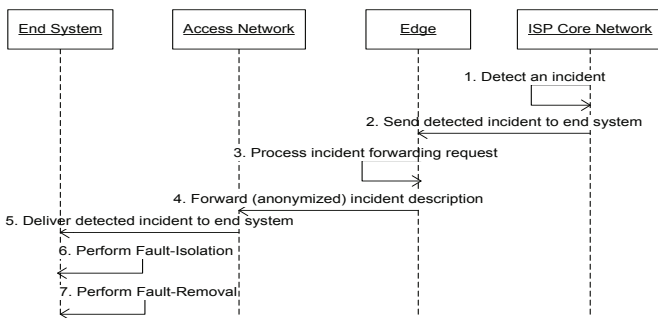 End System
Access Network
Edge
ISP Core Network
1. Detect an incident
2. Send detected incident to end system
3. Process incident forwarding request
4. Forward (anonymized) incident description
5. Deliver detected incident to end system
6. Perform Fault-Isolation
7. Perform Fault-Removal